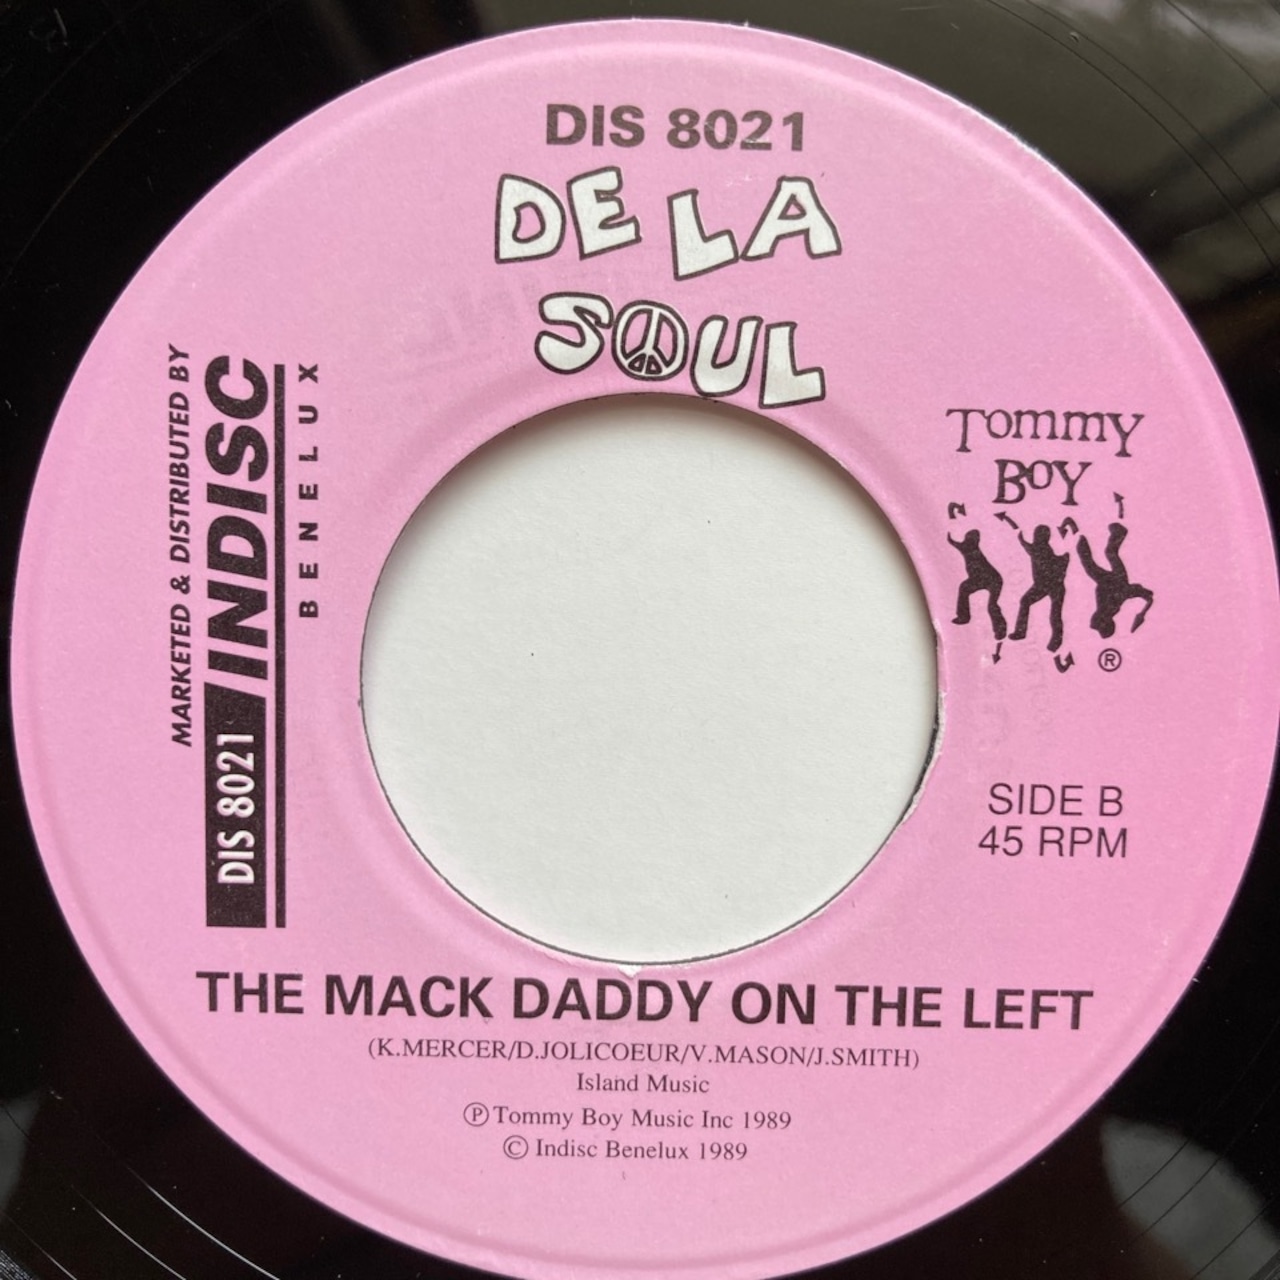 DIS 8021
DE LA
SOUL
MARKETED & DISTRIBUTED BY
DIS 8021 INDISC
BENELUX
Tommy
Boy
®
SIDE B
45 RPM
THE MACK DADDY ON THE LEFT
(K.MERCER/D.JOLICOEUR/V.MASON/J.SMITH)
Island Music
℗ Tommy Boy Music Inc 1989
© Indisc Benelux 1989